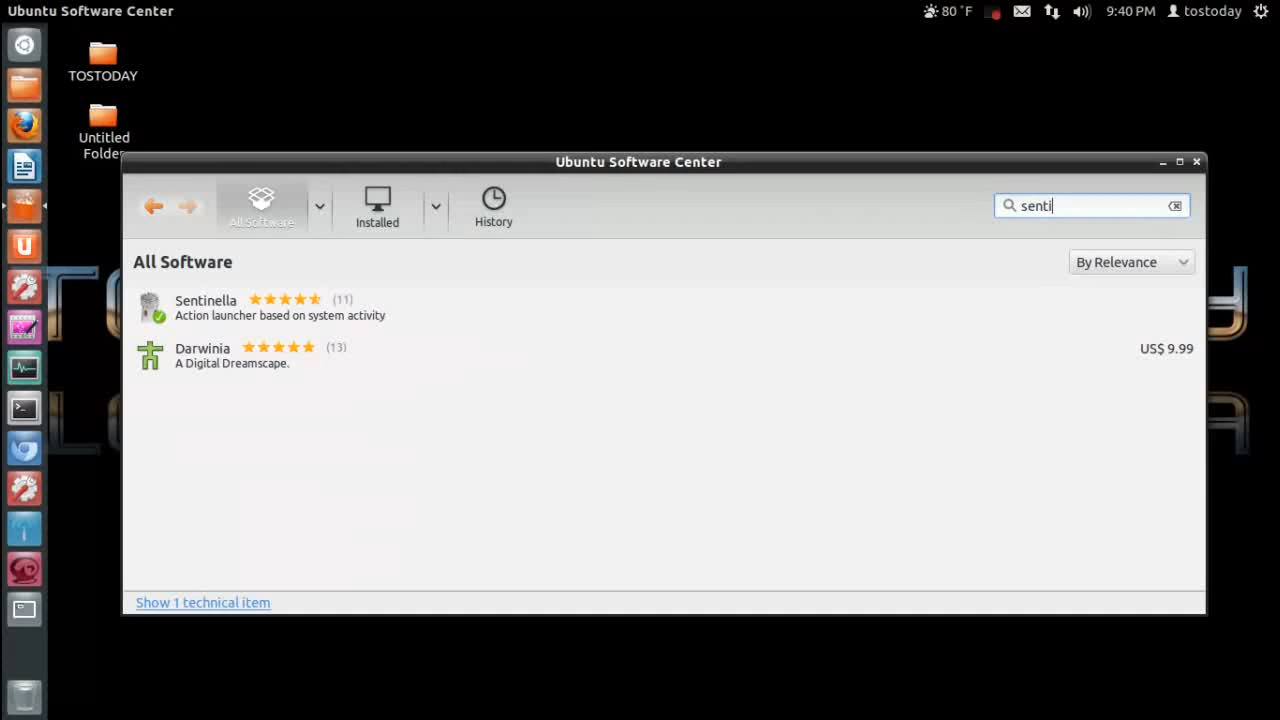 Ubuntu Software Center
80 °F
9:40 PM
tostoday
TOSTODAY
Untitled
Folder
Ubuntu Software Center
All Software
Installed
History
senti
All Software
By Relevance
Sentinella (11)
Action launcher based on system activity
Darwinia (13)
US$ 9.99
A Digital Dreamscape.
Show 1 technical item